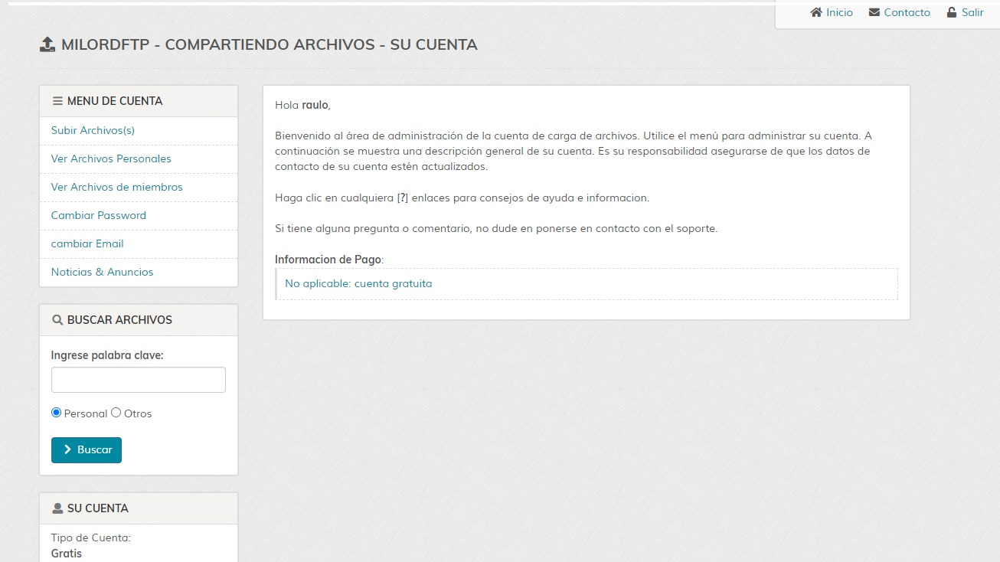 Inicio Contacto Salir
MILORDFTP - COMPARTIENDO ARCHIVOS - SU CUENTA
MENU DE CUENTA
Subir Archivos(s)
Ver Archivos Personales
Ver Archivos de miembros
Cambiar Password
cambiar Email
Noticias & Anuncios
BUSCAR ARCHIVOS
Ingrese palabra clave:
Personal Otros
Buscar
SU CUENTA
Tipo de Cuenta:
Gratis
Hola raulo,
Bienvenido al área de administración de la cuenta de carga de archivos. Utilice el menú para administrar su cuenta. A
continuación se muestra una descripción general de su cuenta. Es su responsabilidad asegurarse de que los datos de
contacto de su cuenta estén actualizados.
Haga clic en cualquiera [?] enlaces para consejos de ayuda e informacion.
Si tiene alguna pregunta o comentario, no dude en ponerse en contacto con el soporte.
Informacion de Pago:
No aplicable: cuenta gratuita